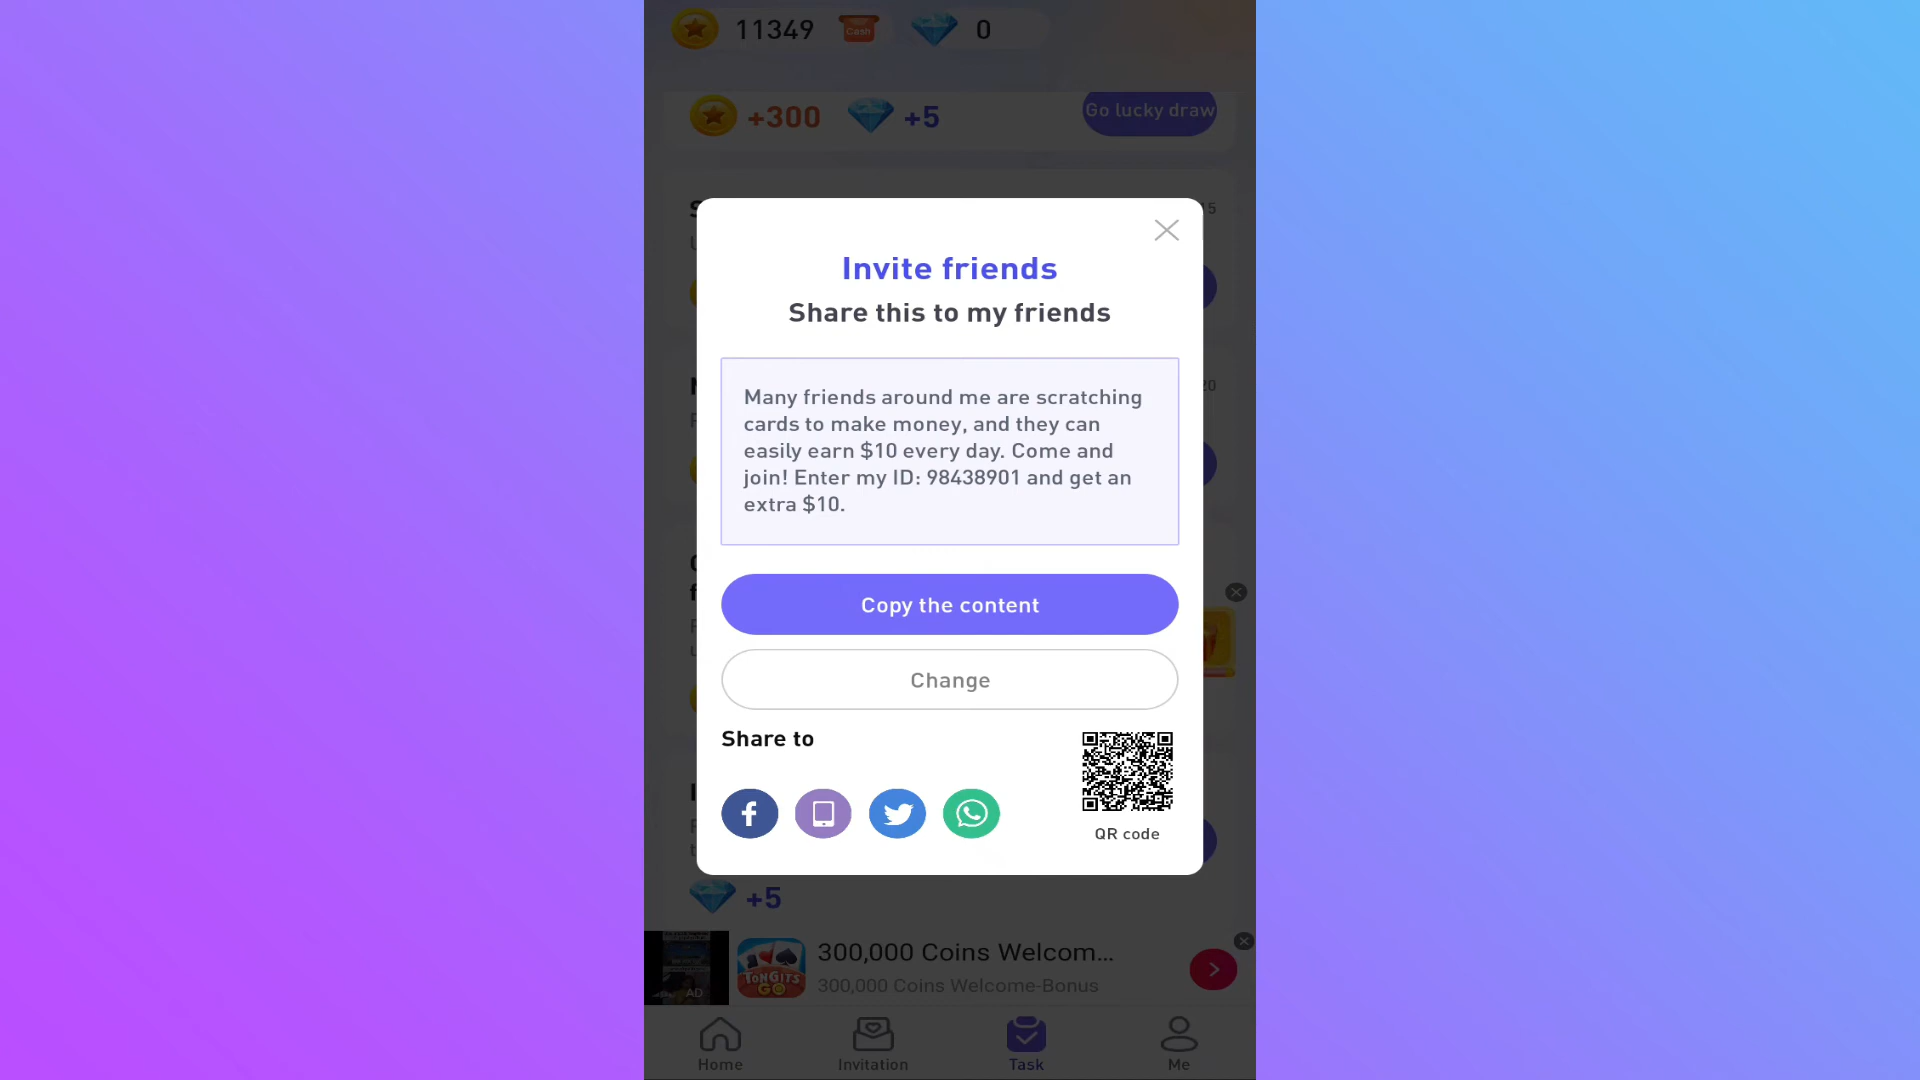 11349
Cash
0
+300
+5
Go lucky draw
15
Invite friends
Share this to my friends
20
Many friends around me are scratching
cards to make money, and they can
easily earn $10 every day. Come and
join! Enter my ID: 98438901 and get an
extra $10.
Copy the content
Change
Share to
QR code
+5
300,000 Coins Welcom...
300,000 Coins Welcome-Bonus
AD
TONGITS
GO
Home
Invitation
Task
Me